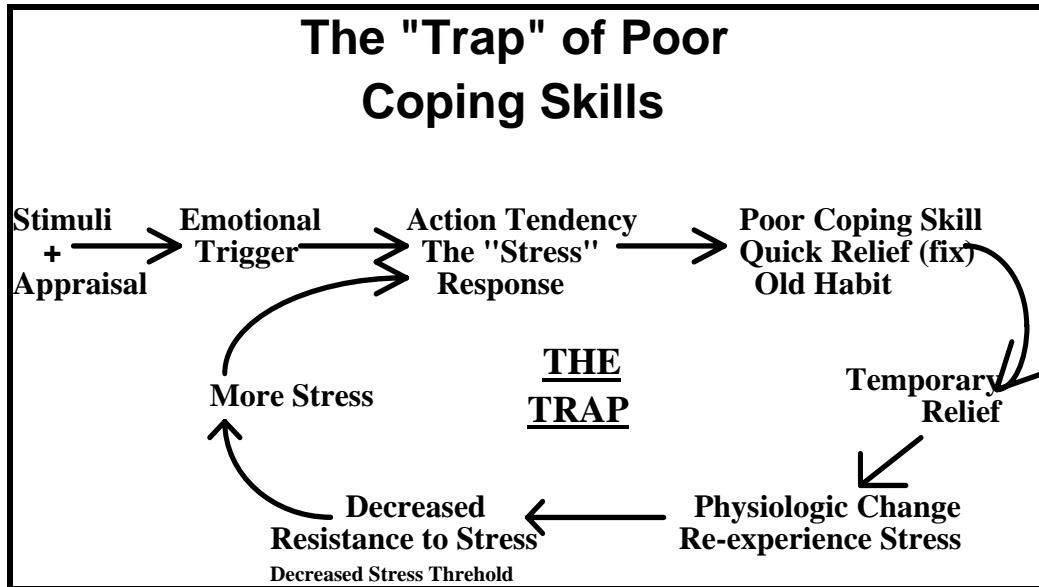 The "Trap" of Poor
Coping Skills
Stimuli
+
Appraisal
Emotional
Trigger
Action Tendency
The "Stress"
Response
Poor Coping Skill
Quick Relief (fix)
Old Habit
Temporary
Relief
Physiologic Change
Re-experience Stress
Decreased
Resistance to Stress
Decreased Stress Threhold
More Stress
THE
TRAP